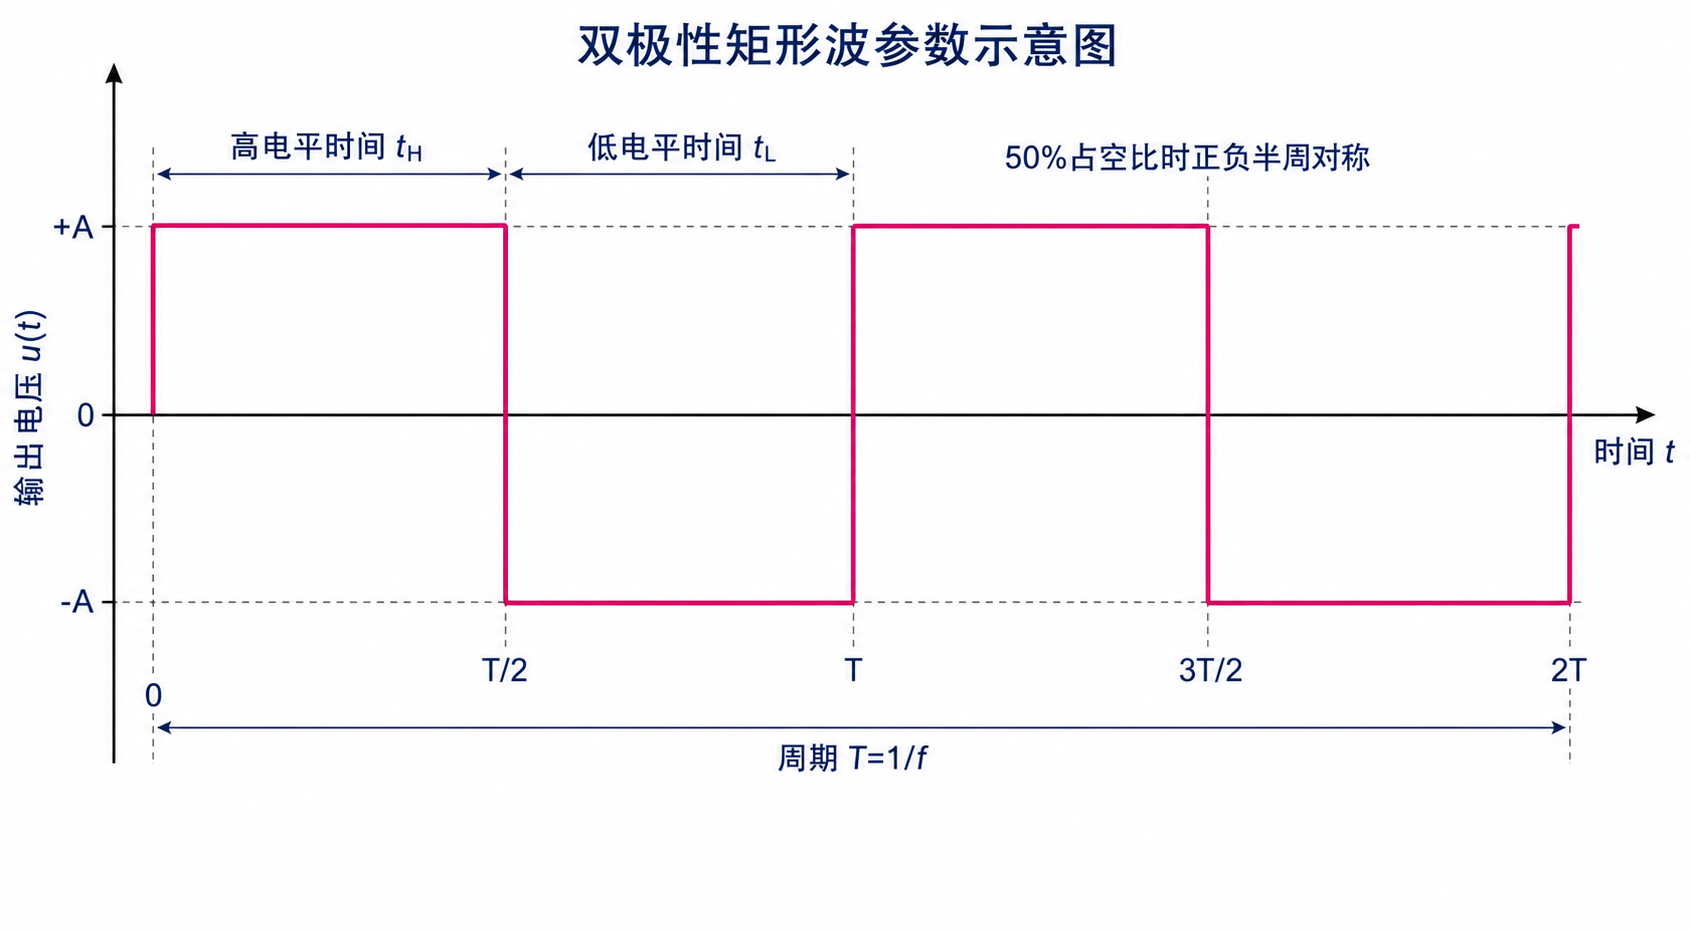 双极性矩形波参数示意图
高电平时间 tH
低电平时间 tL
50%占空比时正负半周对称
+A
输出电压 u(t)
0
时间 t
-A
T/2
T
3T/2
2T
0
周期 T=1/f